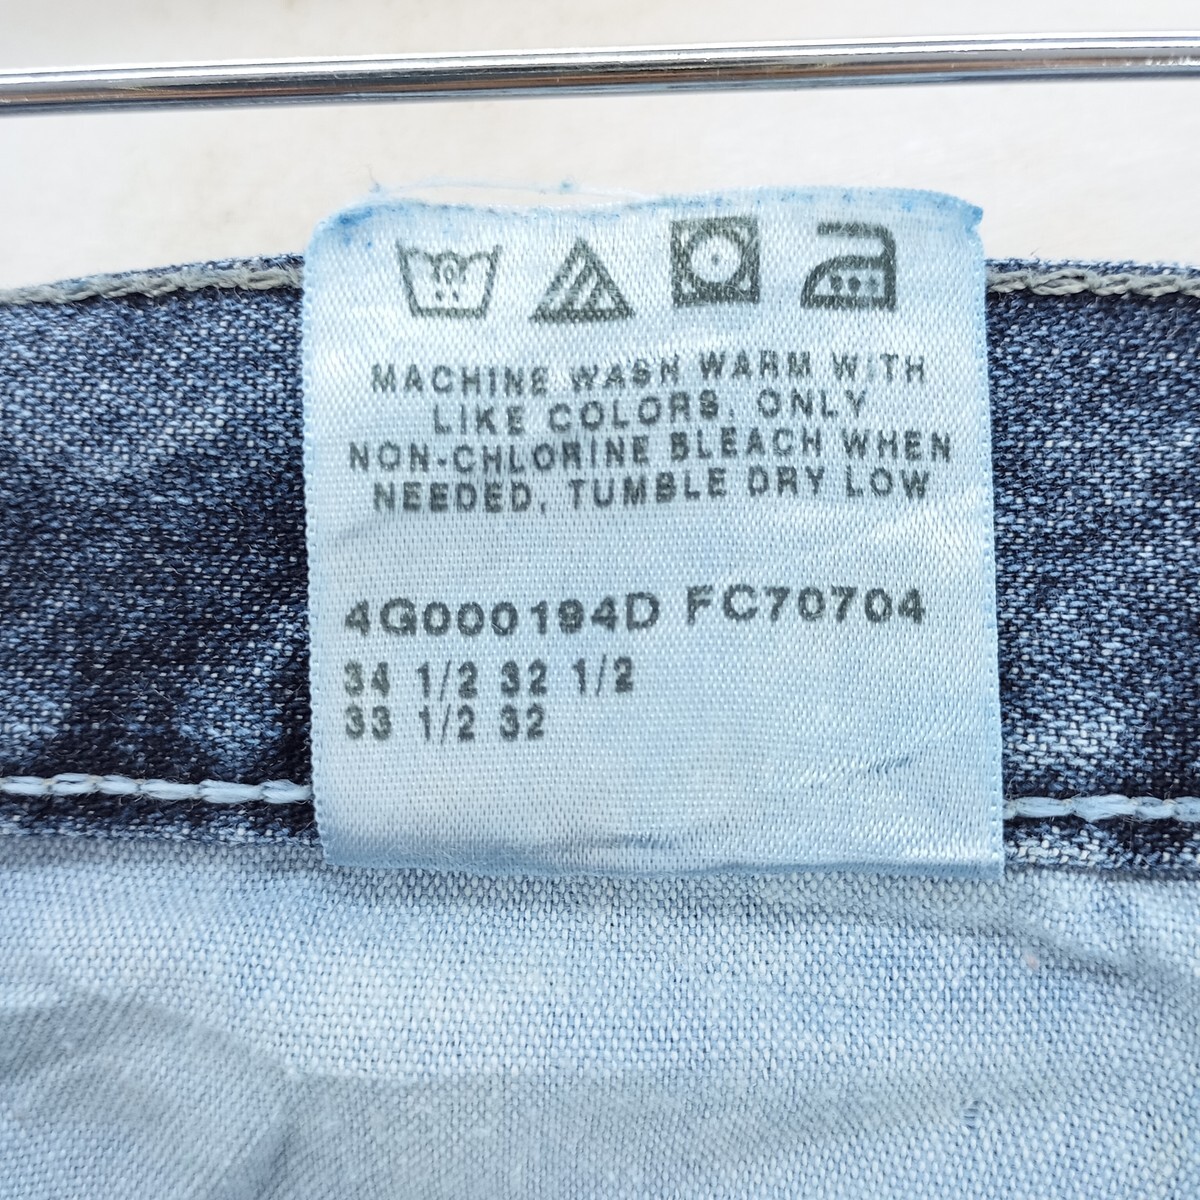 MACHINE WASH WARM WITH
LIKE COLORS, ONLY
NON-CHLORINE BLEACH WHEN
NEEDED, TUMBLE DRY LOW
4G000194D FC70704
34 1/2 32 1/2
33 1/2 32